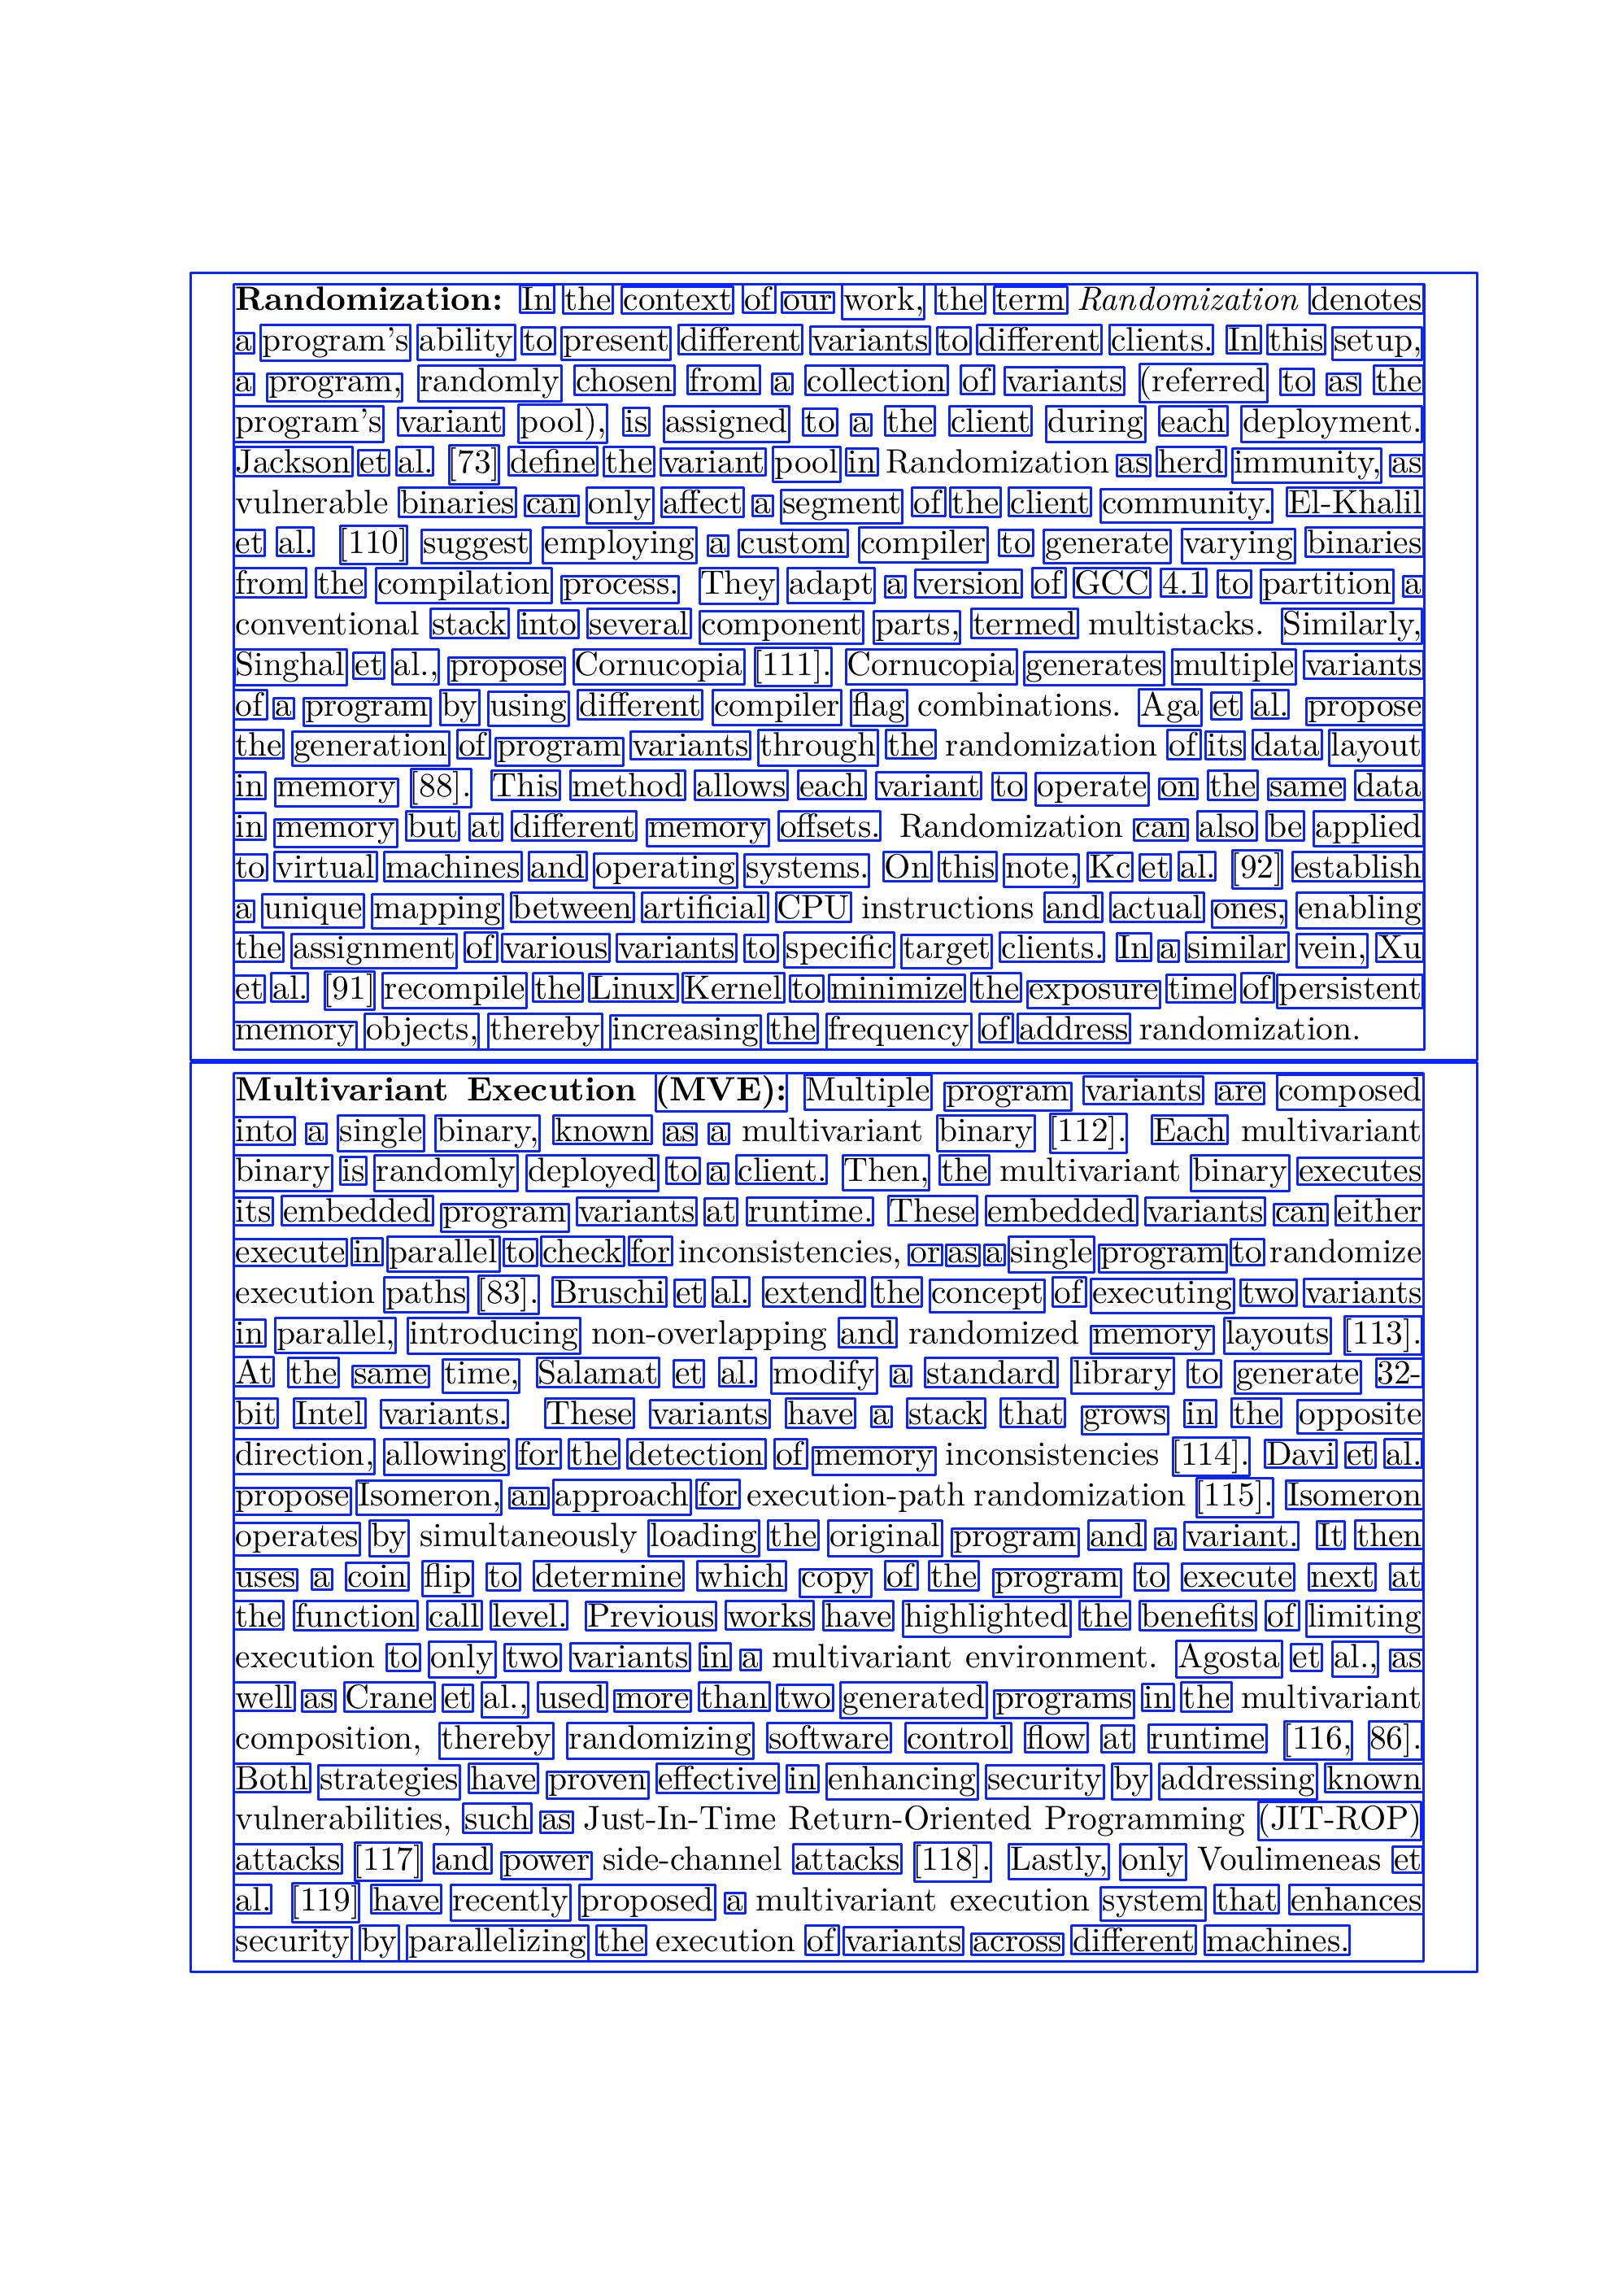 Randomization: In the context of our work, the term Randomization denotes
a program's ability to present different variants to different clients. In this setup,
a program, randomly chosen from a collection of variants (referred to as the
program's variant pool), is assigned to a the client during each deployment.
Jackson et al. [73] define the variant pool in Randomization as herd immunity, as
vulnerable binaries can only affect a segment of the client community. El-Khalil
et al. [110] suggest employing a custom compiler to generate varying binaries
from the compilation process. They adapt a version of GCC 4.1 to partition a
conventional stack into several component parts, termed multistacks. Similarly,
Singhal et al., propose Cornucopia [111]. Cornucopia generates multiple variants
of a program by using different compiler flag combinations. Aga et al. propose
the generation of program variants through the randomization of its data layout
in memory [88]. This method allows each variant to operate on the same data
in memory but at different memory offsets. Randomization can also be applied
to virtual machines and operating systems. On this note, Kc et al. [92] establish
a unique mapping between artificial CPU instructions and actual ones, enabling
the assignment of various variants to specific target clients. In a similar vein, Xu
et al. [91] recompile the Linux Kernel to minimize the exposure time of persistent
memory objects, thereby increasing the frequency of address randomization.
Multivariant Execution (MVE): Multiple program variants are composed
into a single binary, known as a multivariant binary [112]. Each multivariant
binary is randomly deployed to a client. Then, the multivariant binary executes
its embedded program variants at runtime. These embedded variants can either
execute in parallel to check for inconsistencies, or as a single program to randomize
execution paths [83]. Bruschi et al. extend the concept of executing two variants
in parallel, introducing non-overlapping and randomized memory layouts [113].
At the same time, Salamat et al. modify a standard library to generate 32-
bit Intel variants. These variants have a stack that grows in the opposite
direction, allowing for the detection of memory inconsistencies [114]. Davi et al.
propose Isomeron, an approach for execution-path randomization [115]. Isomeron
operates by simultaneously loading the original program and a variant. It then
uses a coin flip to determine which copy of the program to execute next at
the function call level. Previous works have highlighted the benefits of limiting
execution to only two variants in a multivariant environment. Agosta et al., as
well as Crane et al., used more than two generated programs in the multivariant
composition, thereby randomizing software control flow at runtime [116, 86].
Both strategies have proven effective in enhancing security by addressing known
vulnerabilities, such as Just-In-Time Return-Oriented Programming (JIT-ROP)
attacks [117] and power side-channel attacks [118]. Lastly, only Voulimeneas et
al. [119] have recently proposed a multivariant execution system that enhances
security by parallelizing the execution of variants across different machines.